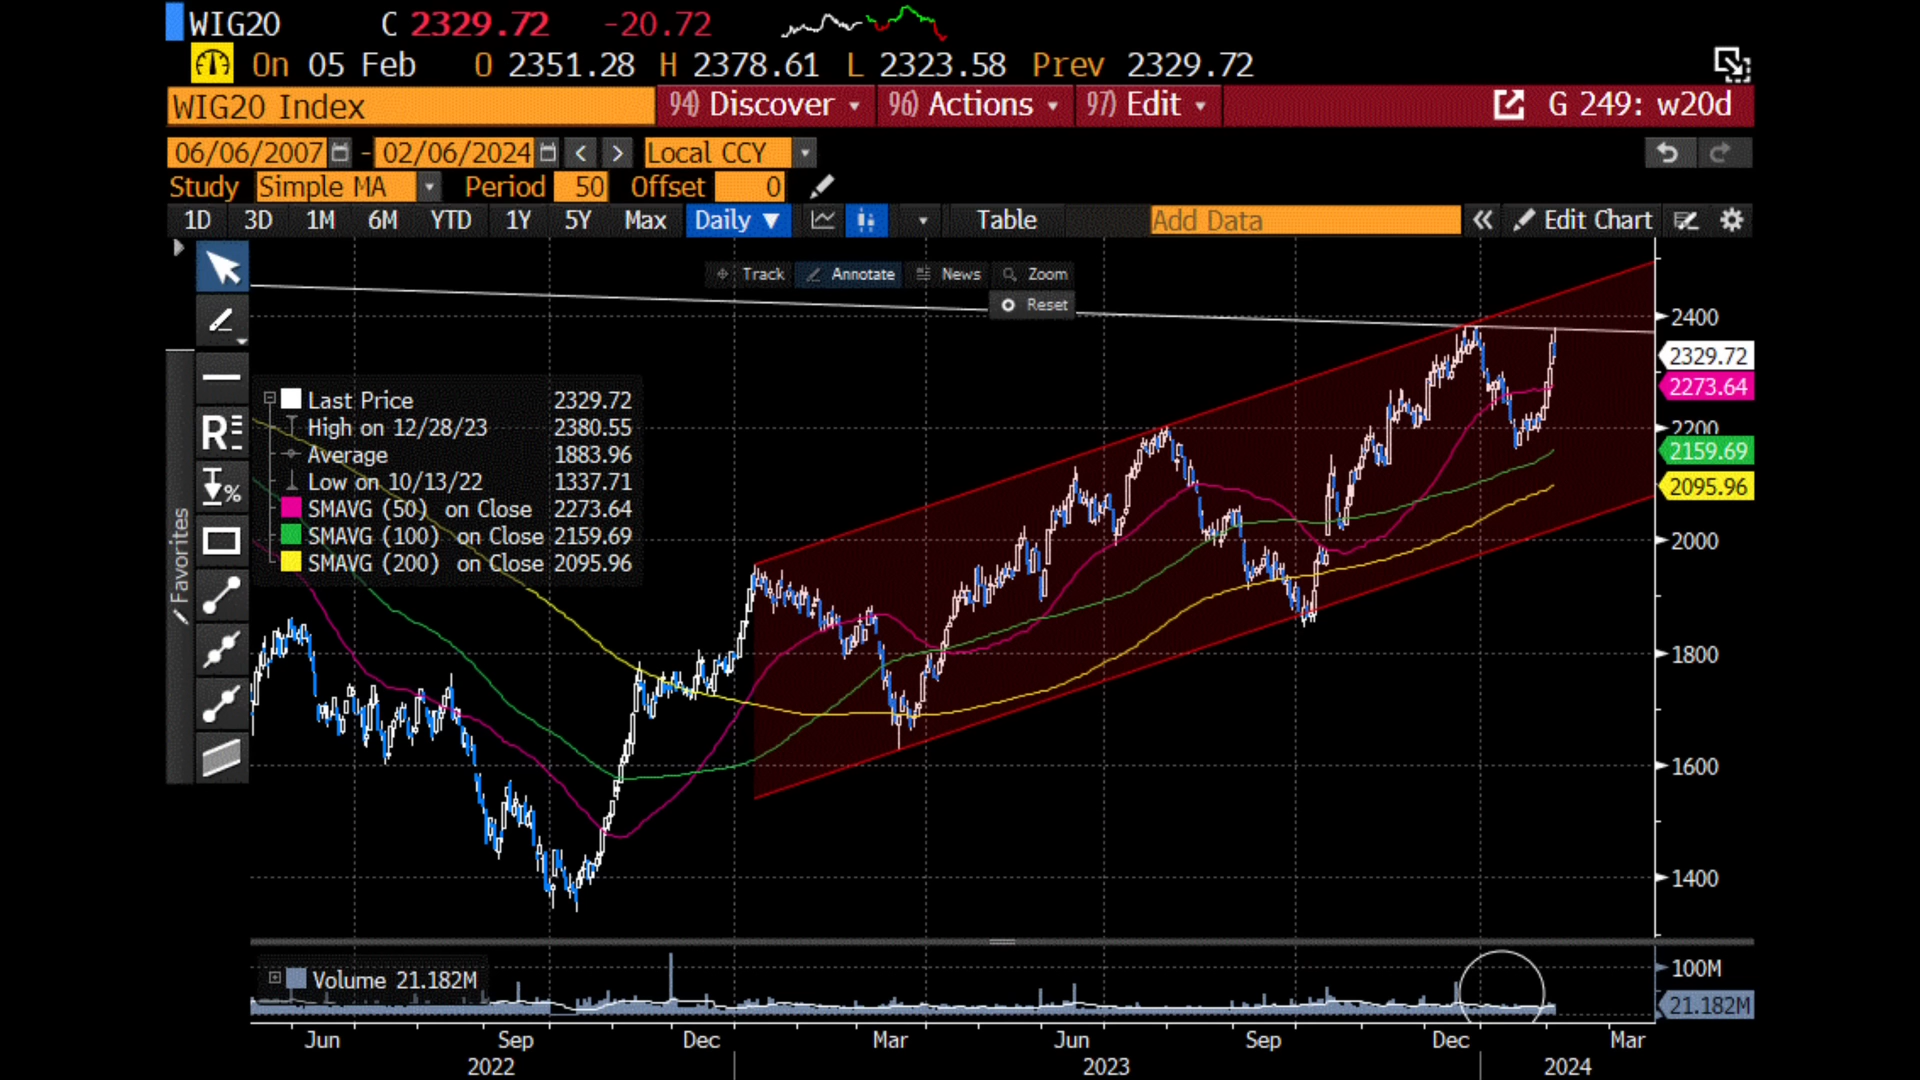 WIG20 C 2329.72 -20.72
On 05 Feb O 2351.28 H 2378.61 L 2323.58 Prev 2329.72
WIG20 Index 94) Discover 96) Actions 97) Edit G 249: w20d
06/06/2007 - 02/06/2024 < > Local CCY
Study Simple MA Period 50 Offset 0
1D 3D 1M 6M YTD 1Y 5Y Max Daily ▼ Table Add Data « Edit Chart
Track Annotate News Zoom
Reset
Favorites
R
%
Last Price 2329.72
High on 12/28/23 2380.55
Average 1883.96
Low on 10/13/22 1337.71
SMAVG (50) on Close 2273.64
SMAVG (100) on Close 2159.69
SMAVG (200) on Close 2095.96
2400
2329.72
2273.64
2200
2159.69
2095.96
2000
1800
1600
1400
Volume 21.182M
100M
21.182M
Jun Sep Dec Mar Jun Sep Dec Mar
2022 2023 2024